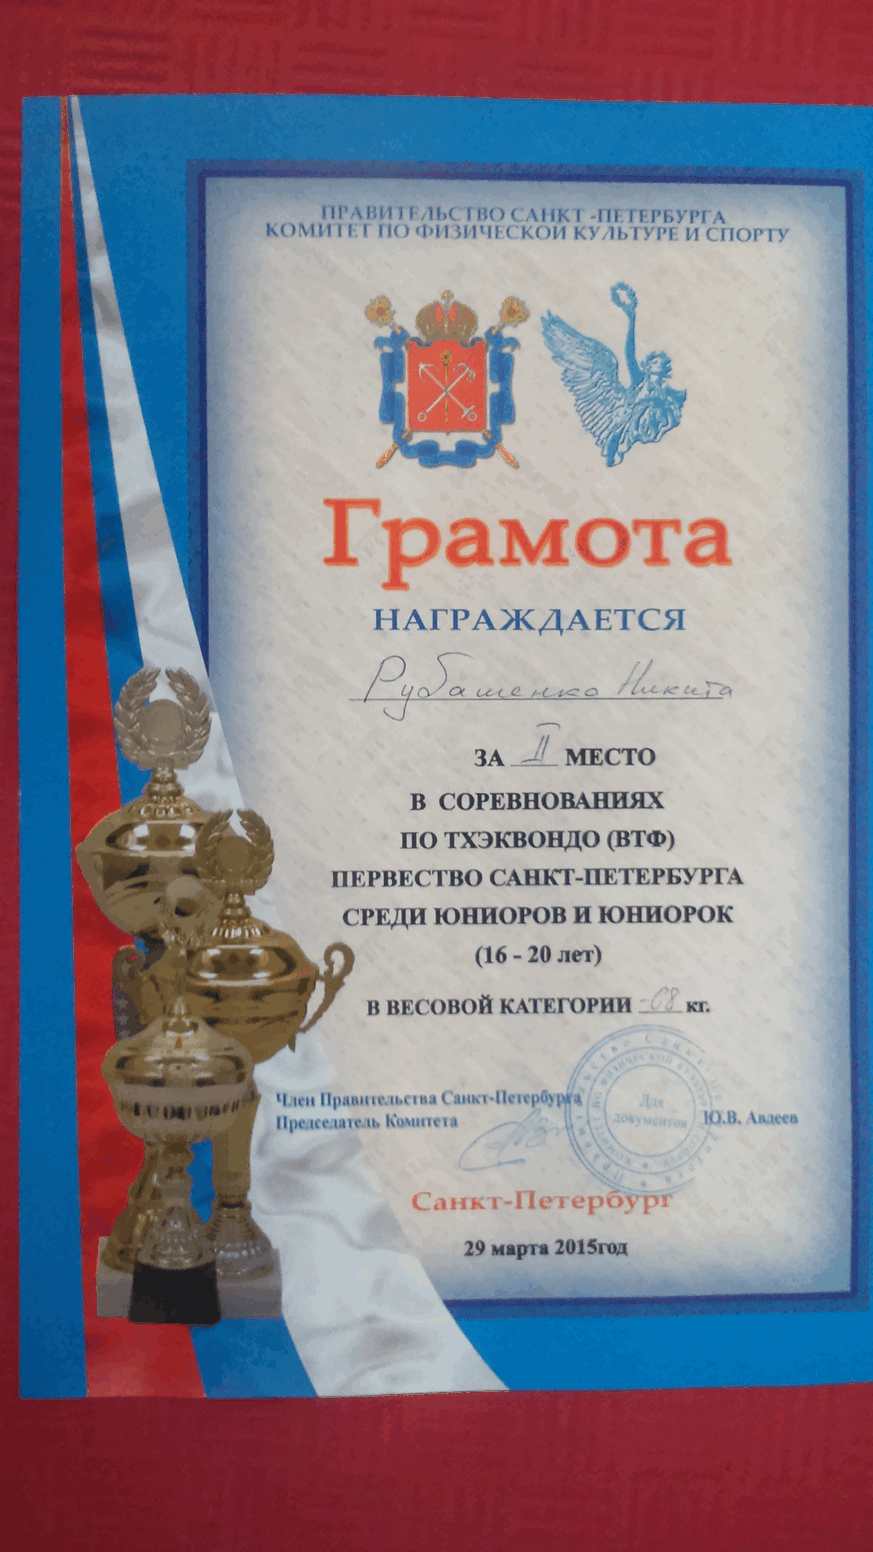 ПРАВИТЕЛЬСТВО САНКТ -ПЕТЕРБУРГА
КОМИТЕТ ПО ФИЗИЧЕСКОЙ КУЛЬТУРЕ И СПОРТУ
Грамота
НАГРАЖДАЕТСЯ
Рубашенко Никита
ЗА II МЕСТО
В СОРЕВНОВАНИЯХ
ПО ТХЭКВОНДО (ВТФ)
ПЕРВЕСТВО САНКТ-ПЕТЕРБУРГА
СРЕДИ ЮНИОРОВ И ЮНИОРОК
(16 - 20 лет)
В ВЕСОВОЙ КАТЕГОРИИ кг.
Член Правительства Санкт-Петербурга
Председатель Комитета
Для
документов
Ю.В. Авдеев
Санкт-Петербург
29 марта 2015год